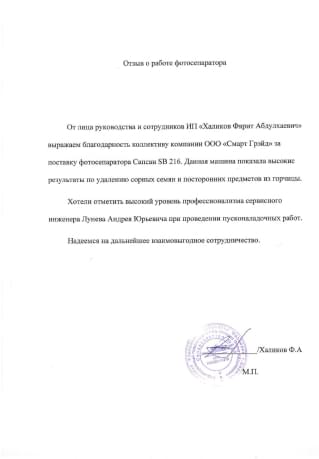 Отзыв о работе фотосепаратора
От лица руководства и сотрудников ИП «Халиков Фарит Абдулхаевич»
выражаем благодарность коллективу компании ООО «Смарт Грэйд» за
поставку фотосепаратора Сапсан SB 216. Данная машина показала высокие
результаты по удалению сорных семян и посторонних предметов из горчицы.
Хотели отметить высокий уровень профессионализма сервисного
инженера Лунева Андрея Юрьевича при проведении пусконаладочных работ.
Надеемся на дальнейшее взаимовыгодное сотрудничество.
/Халиков Ф.А
М.П.